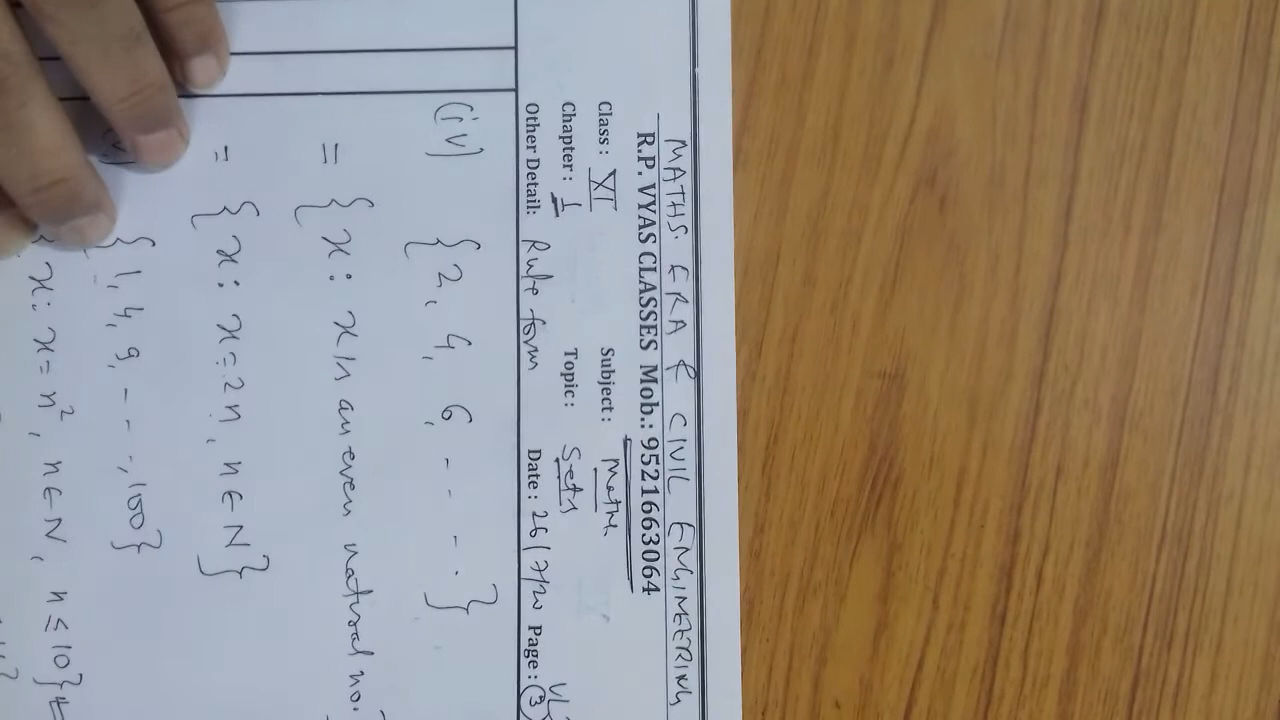 MATHS. ERA & CIVIL ENGINEERING
R.P. VYAS CLASSES Mob.: 9521663064
Class: XI Subject: Maths
Chapter: 1 Topic: Sets
Other Detail: Rule form Date: 26/7/20 Page: 3
(iv) {2, 4, 6, - - - .}
= {x: x is an even natural no.
= {x: x=2n, n∈N}
(v) {1, 4, 9, - - -, 100}
{x: x=n², n∈N, n≤10}